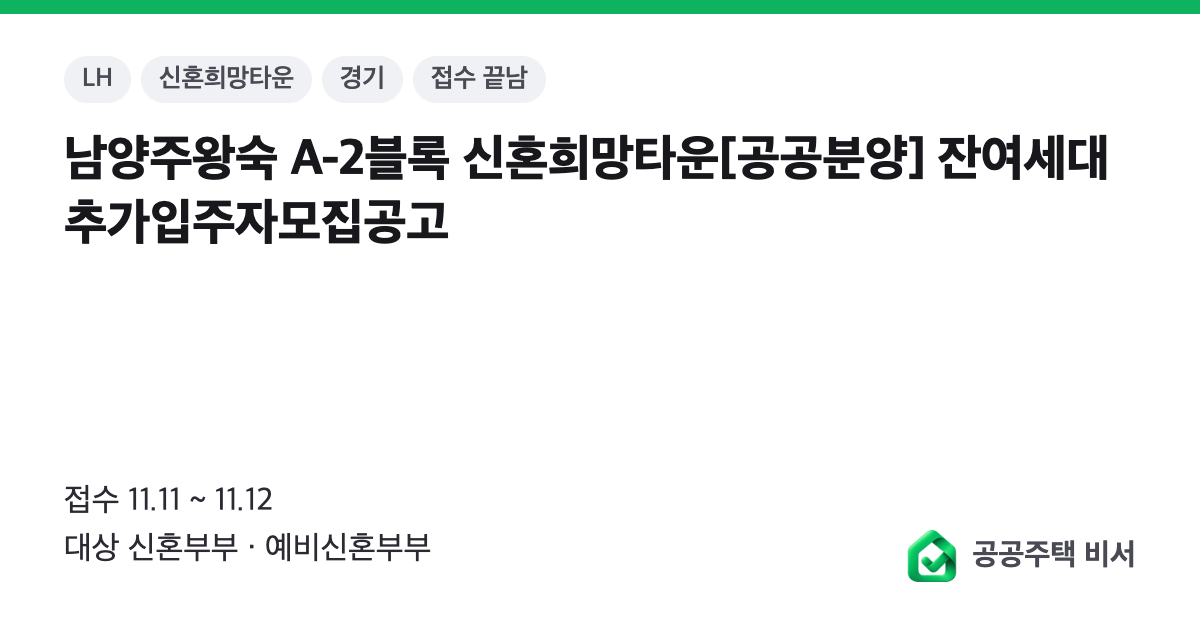 LH 신혼희망타운 경기 접수 끝남
남양주왕숙 A-2블록 신혼희망타운[공공분양] 잔여세대
추가입주자모집공고
접수 11.11 ~ 11.12
대상 신혼부부 · 예비신혼부부
공공주택 비서